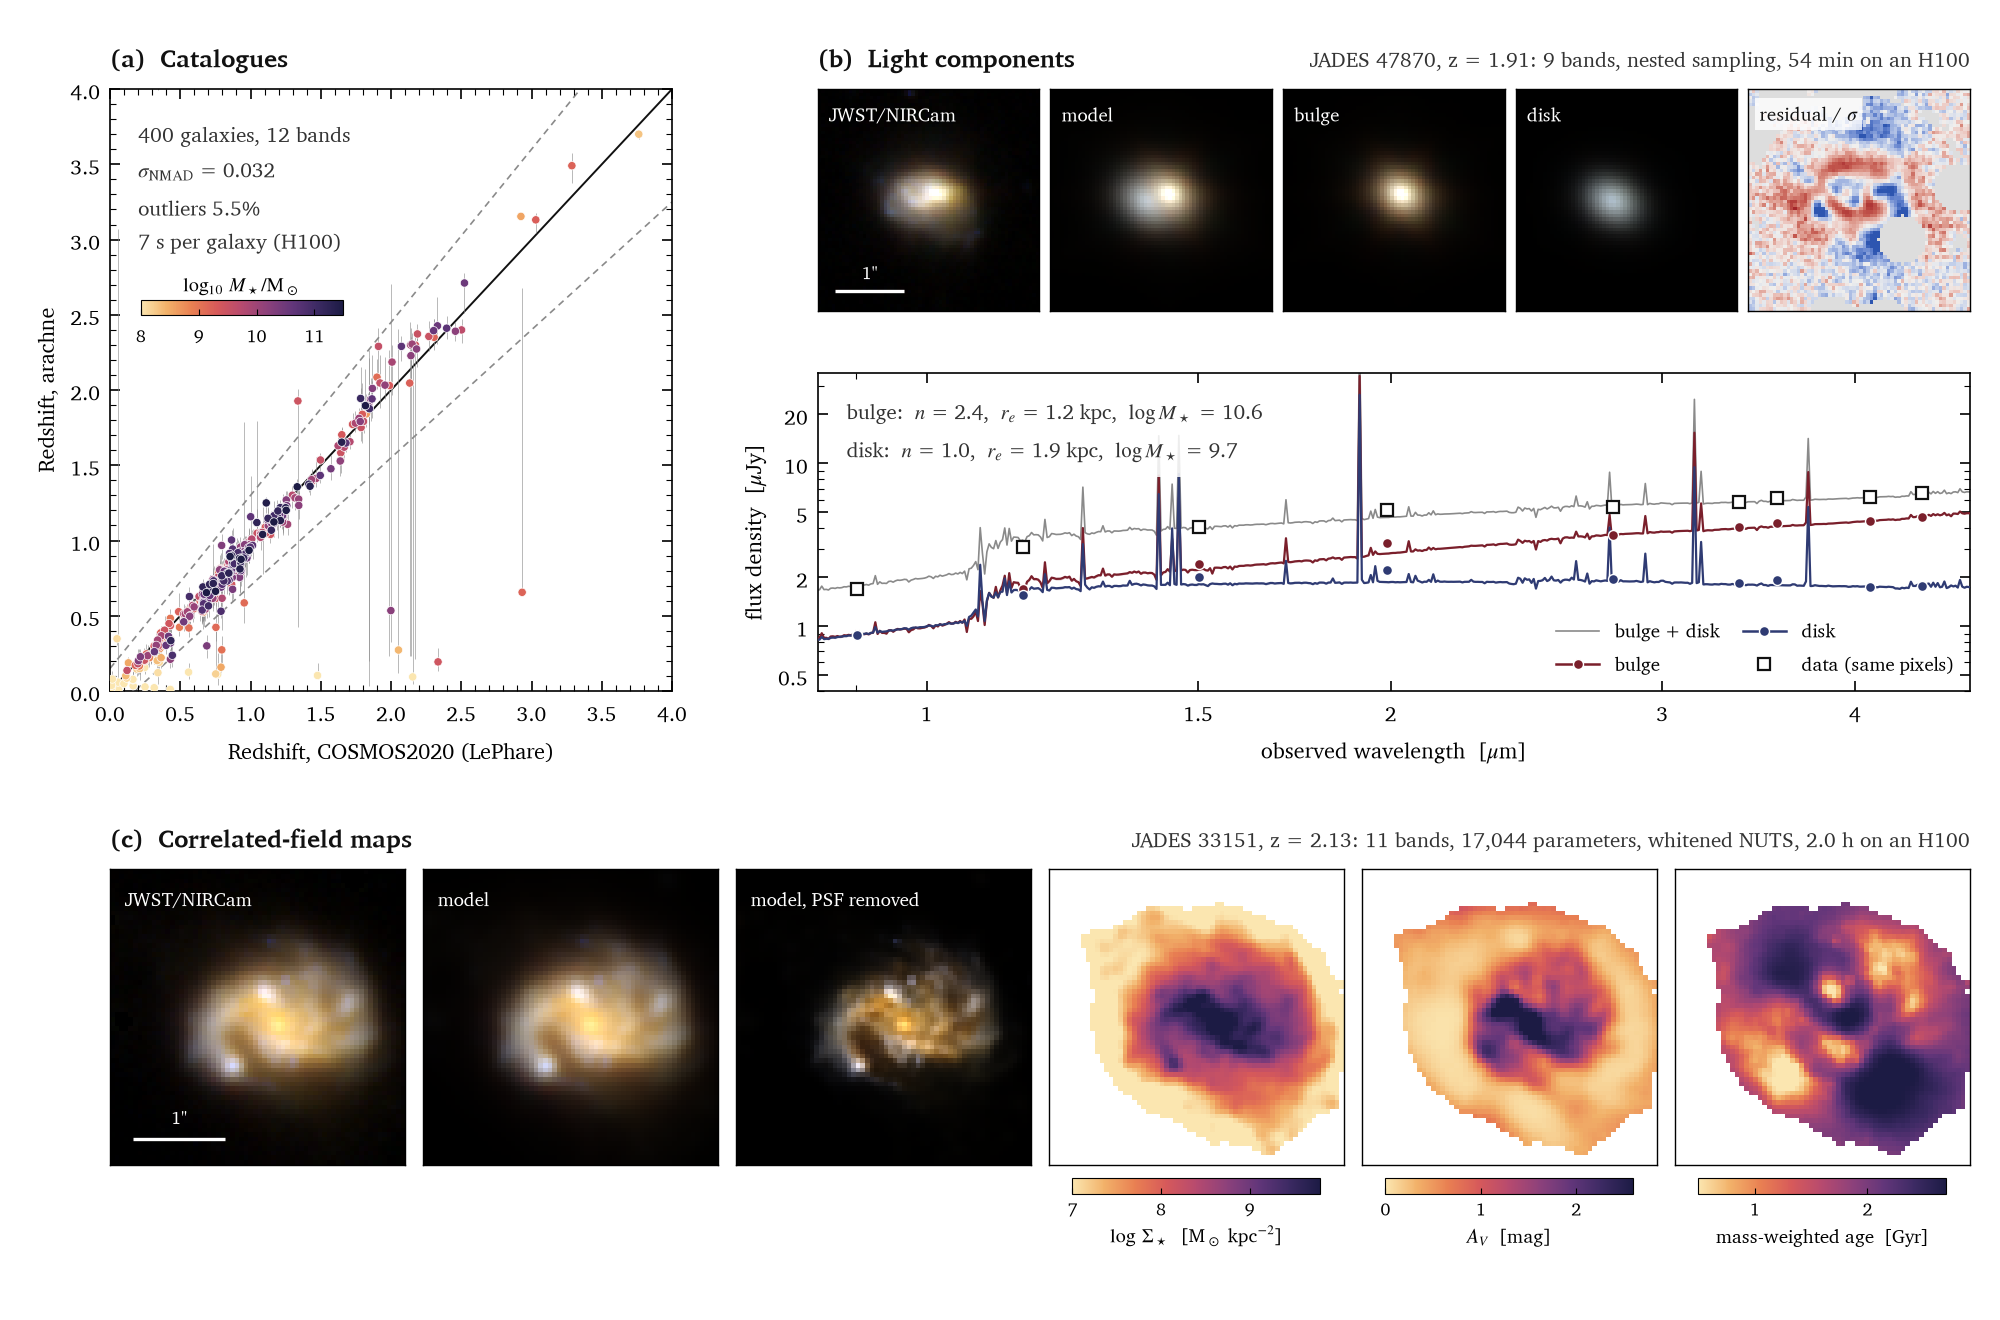 (a) Catalogues
400 galaxies, 12 bands
σNMAD = 0.032
outliers 5.5%
7 s per galaxy (H100)
log₁₀ M⋆/M⊙
8 9 10 11
Redshift, arachne
4.0
3.5
3.0
2.5
2.0
1.5
1.0
0.5
0.0
0.0 0.5 1.0 1.5 2.0 2.5 3.0 3.5 4.0
Redshift, COSMOS2020 (LePhare)
(b) Light components
JADES 47870, z = 1.91: 9 bands, nested sampling, 54 min on an H100
JWST/NIRCam
1"
model
bulge
disk
residual / σ
bulge: n = 2.4, rₑ = 1.2 kpc, log M⋆ = 10.6
disk: n = 1.0, rₑ = 1.9 kpc, log M⋆ = 9.7
flux density [μJy]
20
10
5
2
1
0.5
bulge + disk
bulge
disk
data (same pixels)
1 1.5 2 3 4
observed wavelength [μm]
(c) Correlated-field maps
JADES 33151, z = 2.13: 11 bands, 17,044 parameters, whitened NUTS, 2.0 h on an H100
JWST/NIRCam
1"
model
model, PSF removed
7 8 9
log Σ⋆ [M⊙ kpc⁻²]
0 1 2
A_V [mag]
1 2
mass-weighted age [Gyr]